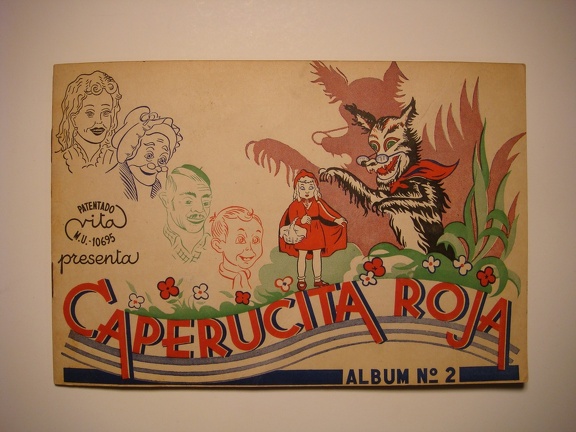 PATENTADO
Vita
M.U.-10695
presenta
CAPERUCITA ROJA
ALBUM Nº 2